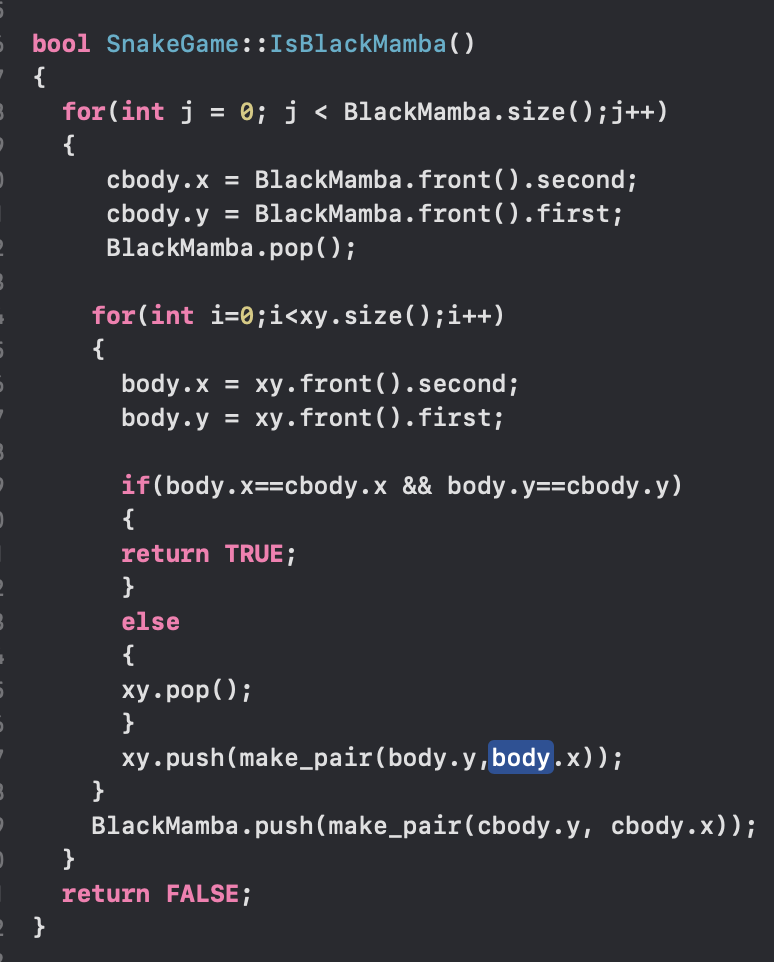 bool SnakeGame::IsBlackMamba()
{
for(int j = 0; j < BlackMamba.size();j++)
{
cbody.x = BlackMamba.front().second;
cbody.y = BlackMamba.front().first;
BlackMamba.pop();
for(int i=0;i<xy.size();i++)
{
body.x = xy.front().second;
body.y = xy.front().first;
if(body.x==cbody.x && body.y==cbody.y)
{
return TRUE;
}
else
{
xy.pop();
}
xy.push(make_pair(body.y,body.x));
}
BlackMamba.push(make_pair(cbody.y, cbody.x));
}
return FALSE;
}